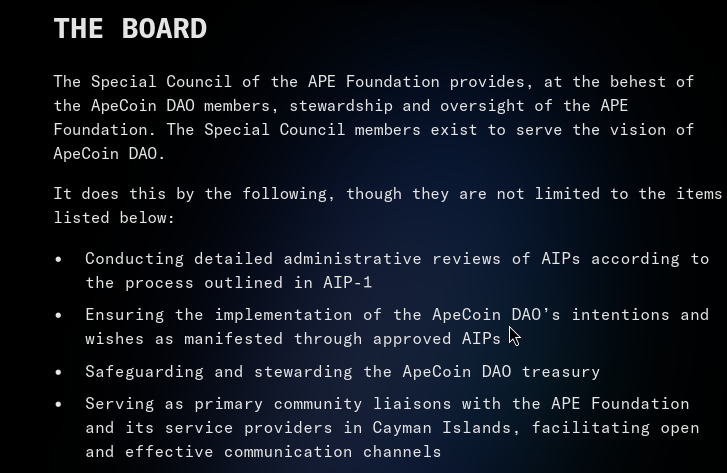 THE BOARD
The Special Council of the APE Foundation provides, at the behest of
the ApeCoin DAO members, stewardship and oversight of the APE
Foundation. The Special Council members exist to serve the vision of
ApeCoin DAO.
It does this by the following, though they are not limited to the items
listed below:
• Conducting detailed administrative reviews of AIPs according to
the process outlined in AIP-1
• Ensuring the implementation of the ApeCoin DAO’s intentions and
wishes as manifested through approved AIPs
• Safeguarding and stewarding the ApeCoin DAO treasury
• Serving as primary community liaisons with the APE Foundation
and its service providers in Cayman Islands, facilitating open
and effective communication channels